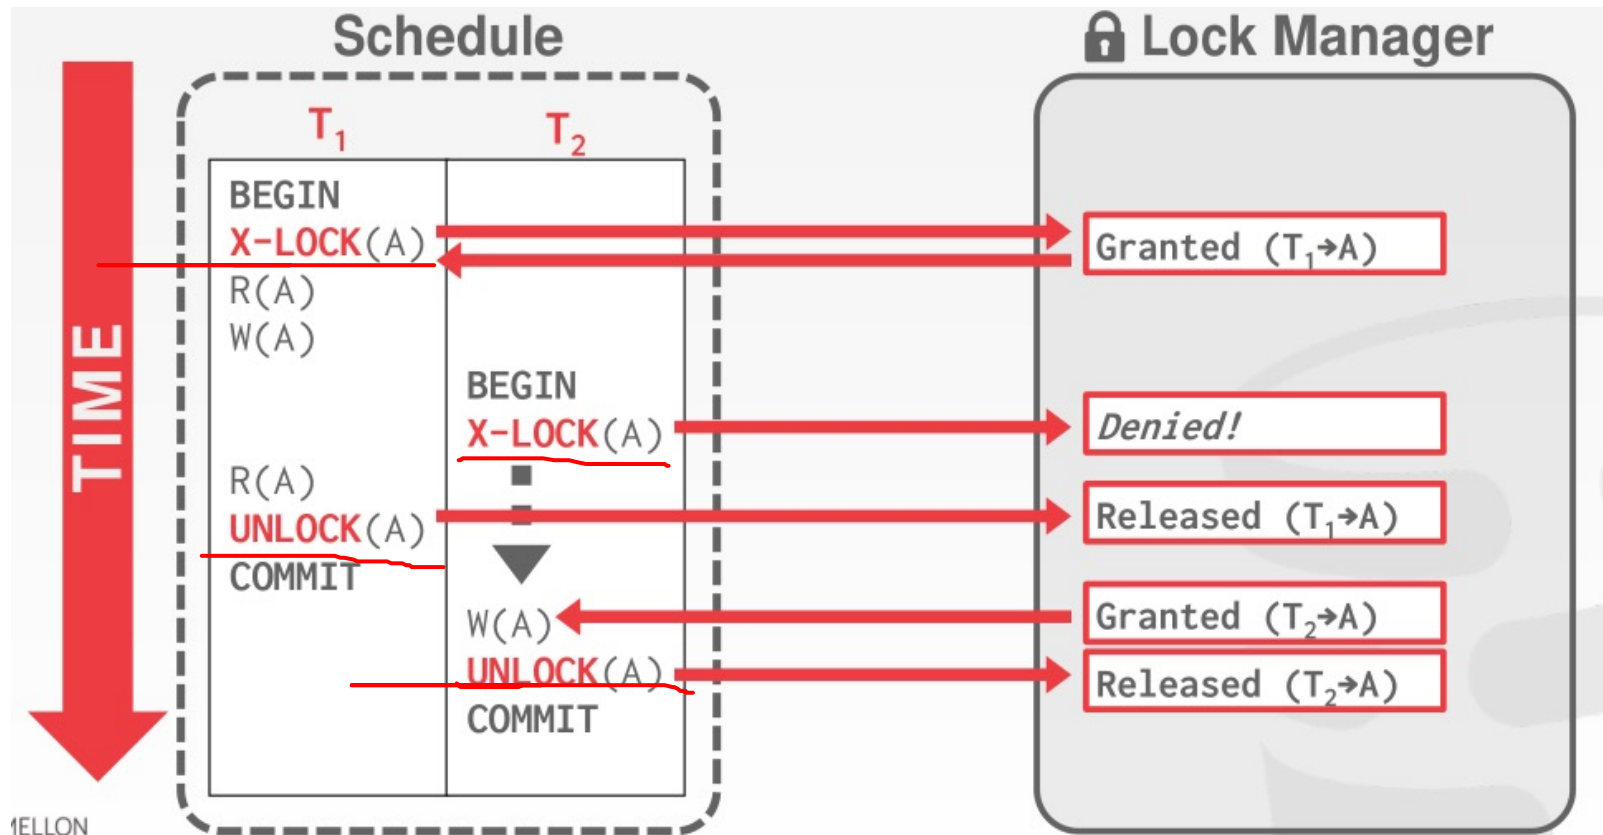 Schedule
Lock Manager
TIME
T1
T2
BEGIN
X-LOCK(A)
Granted (T1→A)
R(A)
W(A)
BEGIN
X-LOCK(A)
Denied!
R(A)
UNLOCK(A)
Released (T1→A)
COMMIT
W(A)
Granted (T2→A)
UNLOCK(A)
Released (T2→A)
COMMIT
MELLON